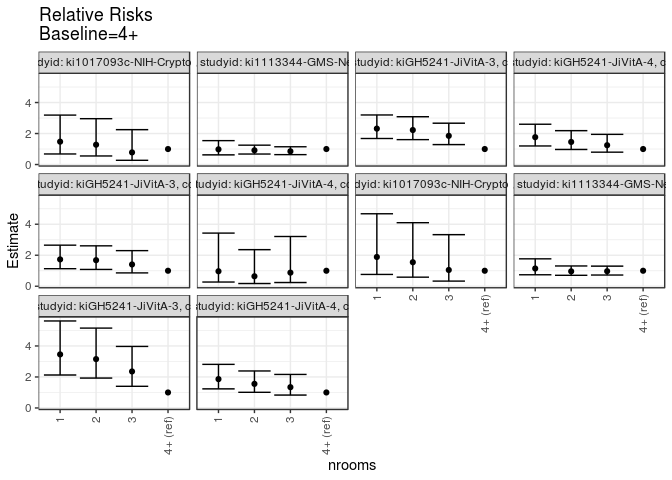 Relative Risks
Baseline=4+
studyid: ki1017093c-NIH-Crypto
studyid: ki1113344-GMS-Ne
studyid: kiGH5241-JiVitA-3, c
studyid: kiGH5241-JiVitA-4, c
4
2
0
tudyid: kiGH5241-JiVitA-3, co
tudyid: kiGH5241-JiVitA-4, co
dyid: ki1017093c-NIH-Crypto
studyid: ki1113344-GMS-Ne
4
2
0
Estimate
1
2
3
4+ (ref)
1
2
3
4+ (ref)
studyid: kiGH5241-JiVitA-3, c
studyid: kiGH5241-JiVitA-4, c
4
2
0
1
2
3
4+ (ref)
1
2
3
4+ (ref)
nrooms